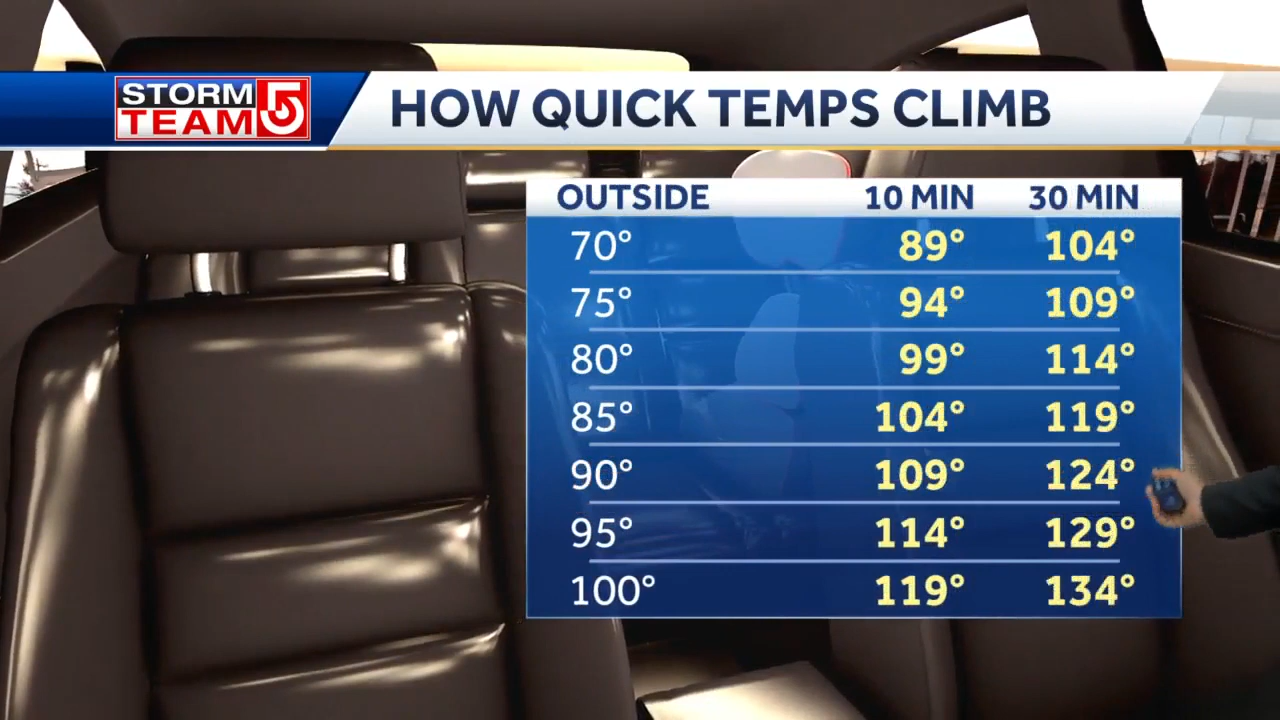 STORM TEAM 5
HOW QUICK TEMPS CLIMB
OUTSIDE 10 MIN 30 MIN
70° 89° 104°
75° 94° 109°
80° 99° 114°
85° 104° 119°
90° 109° 124°
95° 114° 129°
100° 119° 134°